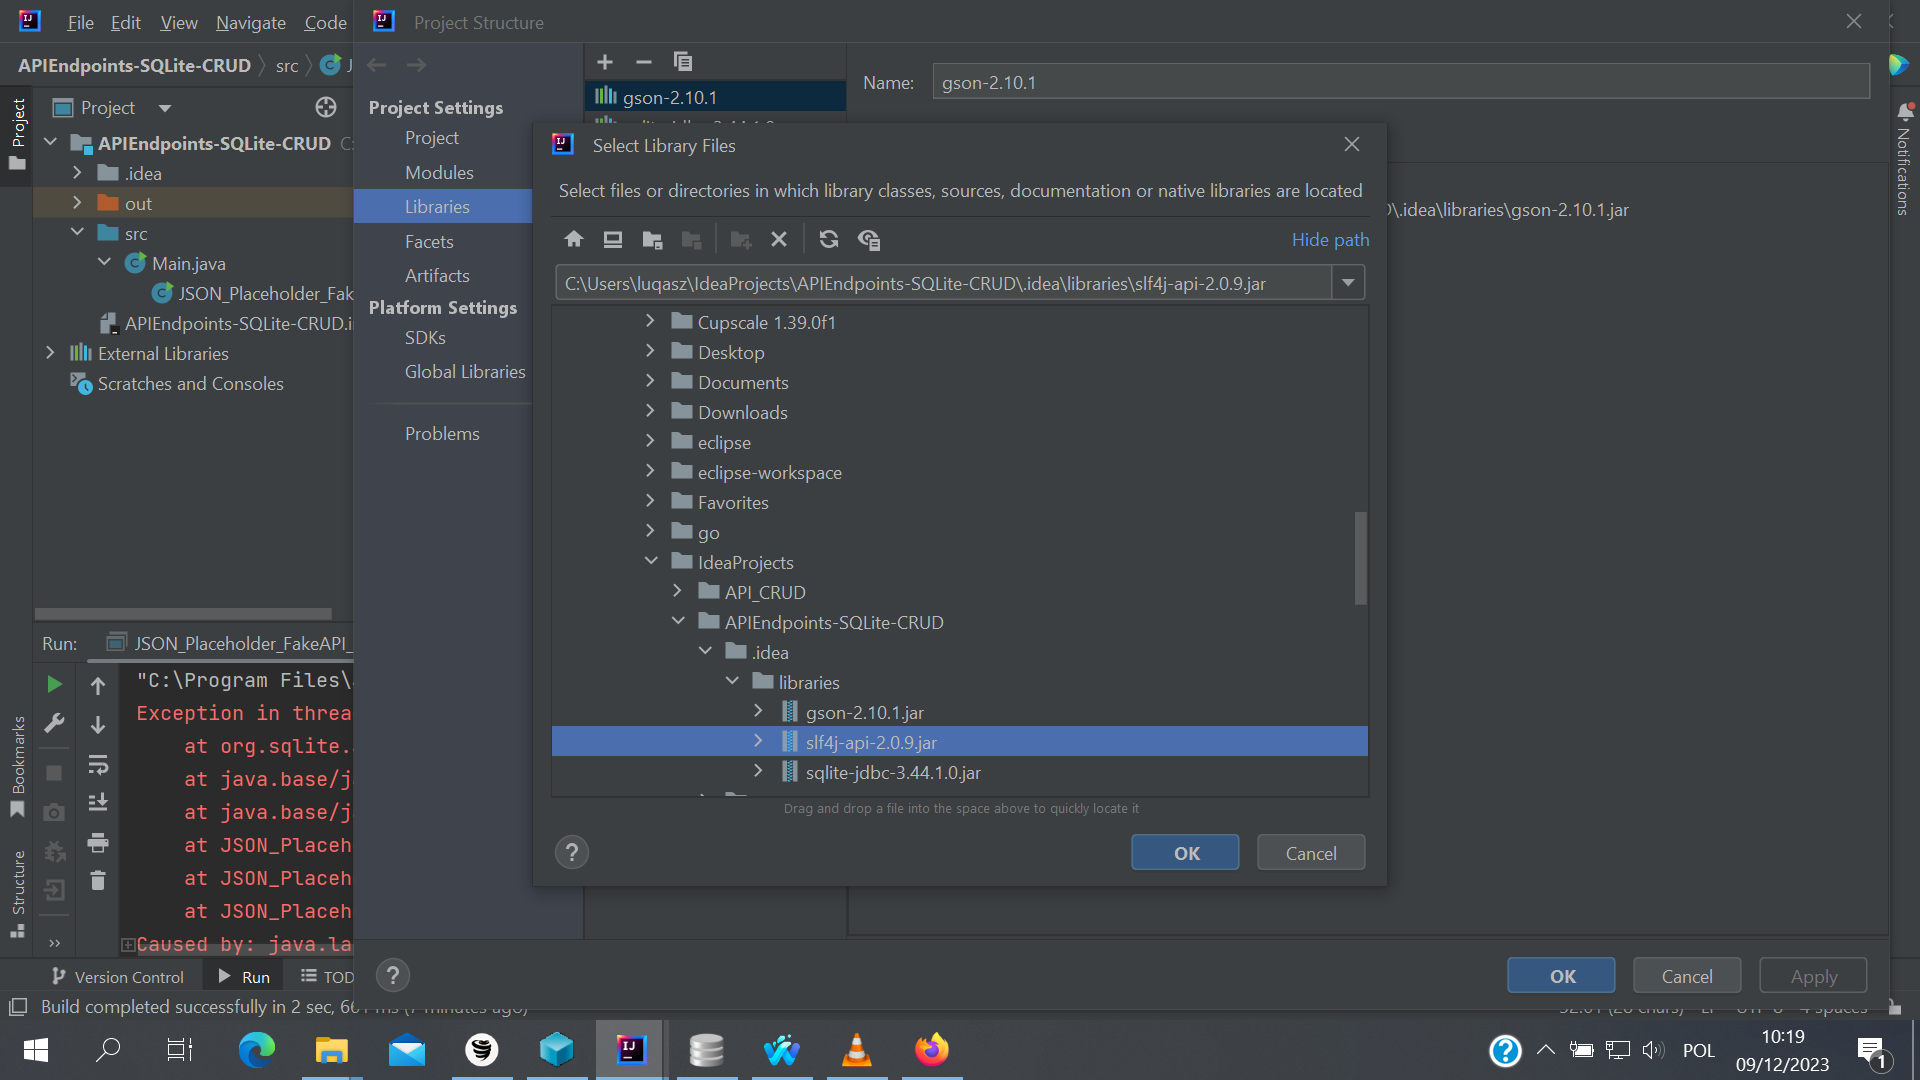 File Edit View Navigate Code
Project Structure
APIEndpoints-SQLite-CRUD
src
Project
Project
APIEndpoints-SQLite-CRUD
.idea
out
src
Main.java
JSON_Placeholder_Fak
APIEndpoints-SQLite-CRUD.i
External Libraries
Scratches and Consoles
Project Settings
Project
Modules
Libraries
Facets
Artifacts
Platform Settings
SDKs
Global Libraries
Problems
gson-2.10.1
Name:
gson-2.10.1
\.idea\libraries\gson-2.10.1.jar
Notifications
Select Library Files
Select files or directories in which library classes, sources, documentation or native libraries are located
Hide path
C:\Users\luqasz\IdeaProjects\APIEndpoints-SQLite-CRUD\.idea\libraries\slf4j-api-2.0.9.jar
Cupscale 1.39.0f1
Desktop
Documents
Downloads
eclipse
eclipse-workspace
Favorites
go
IdeaProjects
API_CRUD
APIEndpoints-SQLite-CRUD
.idea
libraries
gson-2.10.1.jar
slf4j-api-2.0.9.jar
sqlite-jdbc-3.44.1.0.jar
Drag and drop a file into the space above to quickly locate it
?
OK
Cancel
Run:
JSON_Placeholder_FakeAPI_
"C:\Program Files\
Exception in threa
at org.sqlite.
at java.base/j
at java.base/j
at JSON_Placeh
at JSON_Placeh
at JSON_Placeh
Caused by: java.la
Bookmarks
Structure
Version Control
Run
TOD
?
OK
Cancel
Apply
Build completed successfully in 2 sec,
POL
10:19
09/12/2023
1